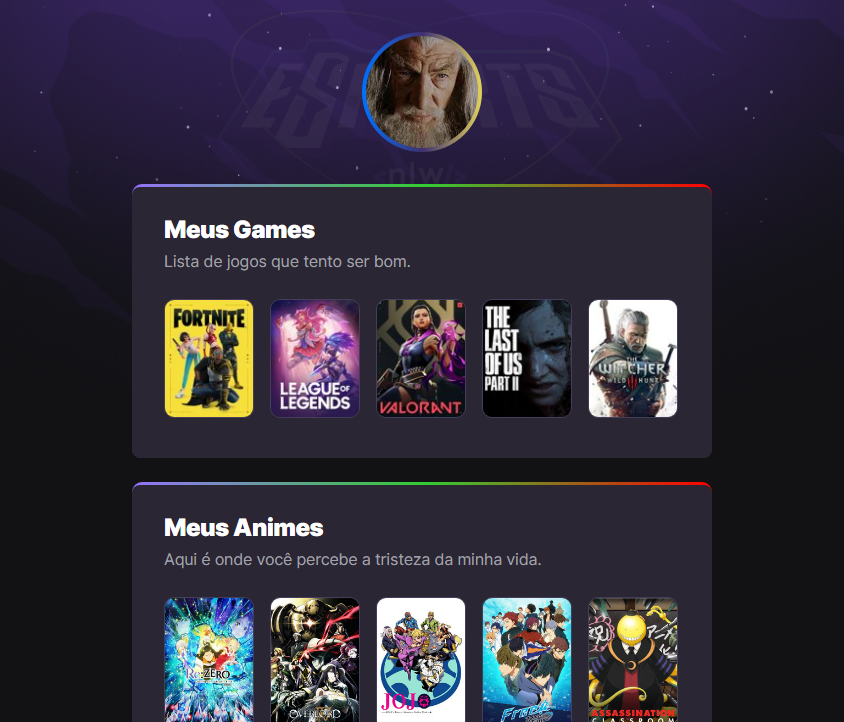 ESPORTS
<nlw/>
Meus Games
Lista de jogos que tento ser bom.
FORTNITE
LEAGUE OF
LEGENDS
VALORANT
THE
LAST
OF US
PART II
THE
WITCHER
WILD HUNT
Meus Animes
Aqui é onde você percebe a tristeza da minha vida.
Re:ZERO
OVERLORD
JOJO
Free!
ASSASSINATION
CLASSROOM